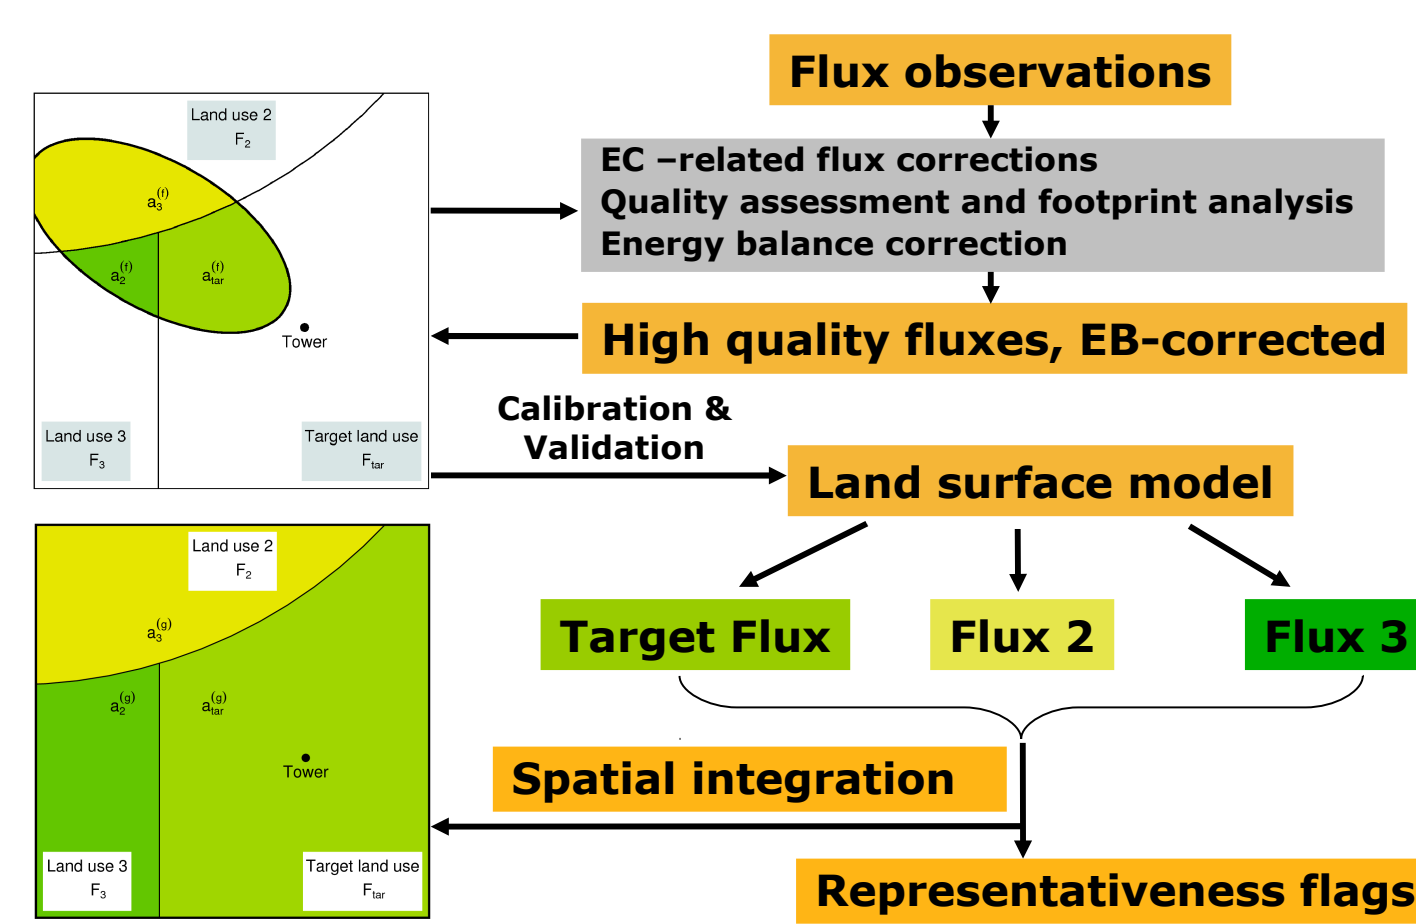 Flux observations
Land use 2
F2
EC –related flux corrections
Quality assessment and footprint analysis
Energy balance correction
a3(f)
a2(f)
atar(f)
Tower
High quality fluxes, EB-corrected
Calibration &
Validation
Land use 3
F3
Target land use
Ftar
Land surface model
Land use 2
F2
a3(g)
a2(g)
atar(g)
Tower
Target Flux
Flux 2
Flux 3
Spatial integration
Land use 3
F3
Target land use
Ftar
Representativeness flags